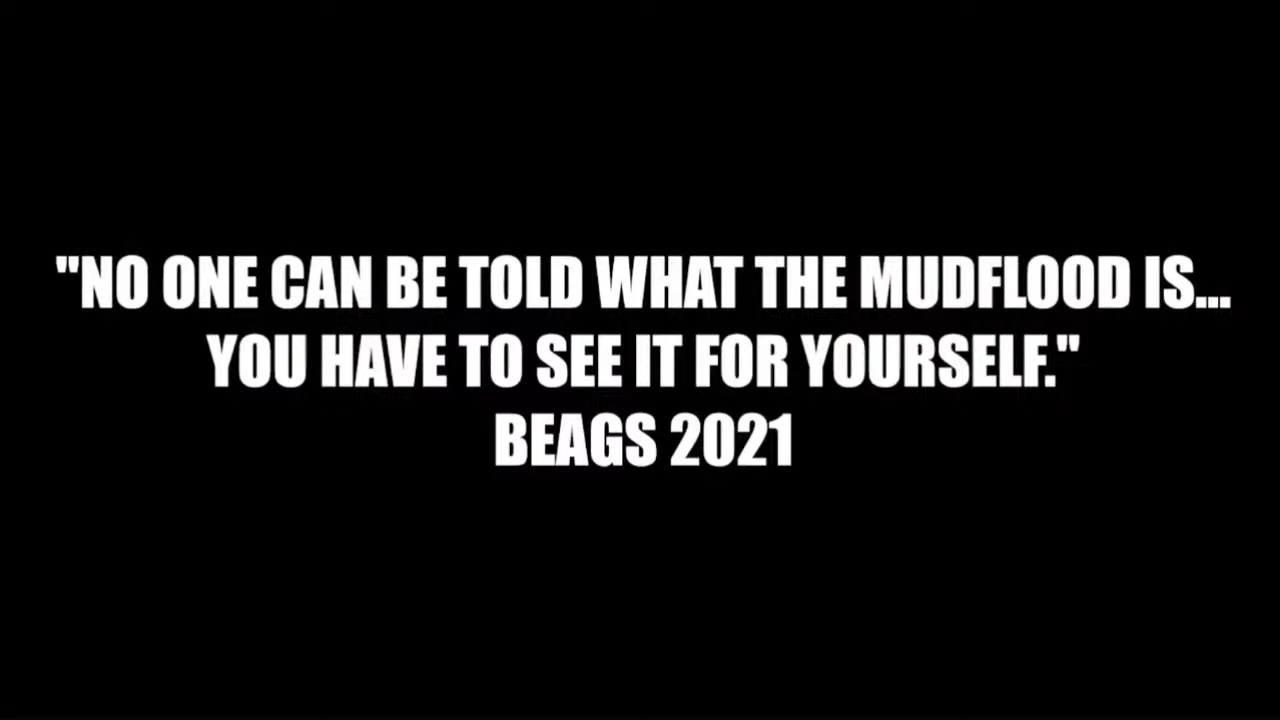 "NO ONE CAN BE TOLD WHAT THE MUDFLOOD IS...
YOU HAVE TO SEE IT FOR YOURSELF."
BEAGS 2021